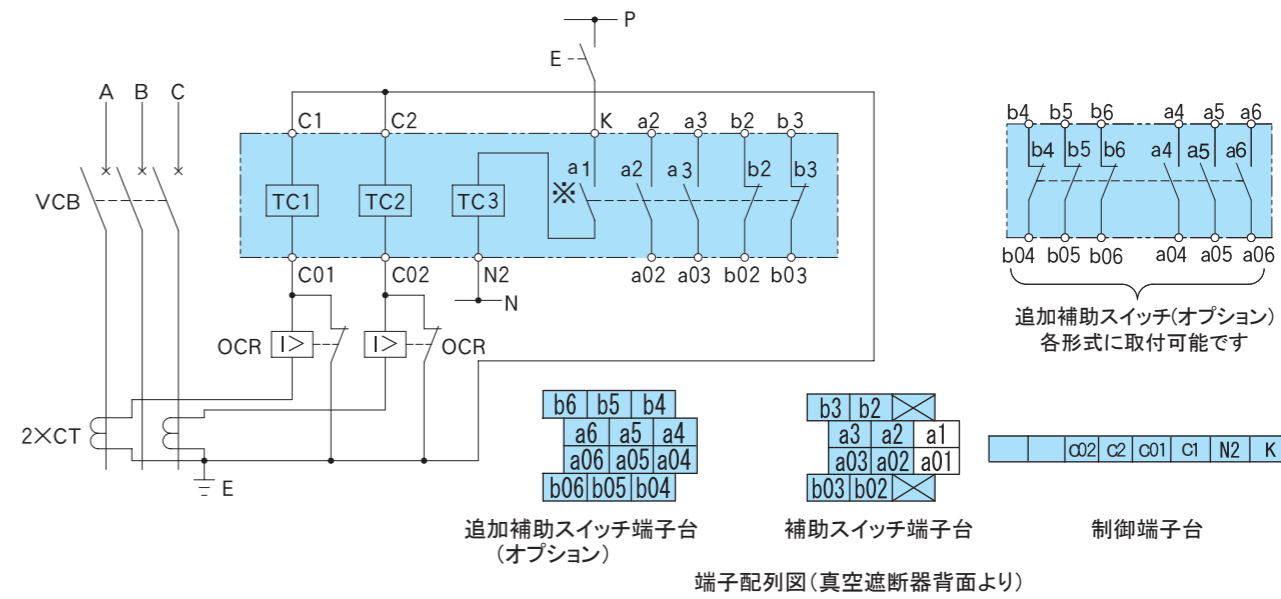 P
E
A B C
C1 C2 K a2 a3 b2 b3
VCB
TC1 TC2 TC3 ※ a1 a2 a3 b2 b3
C01 C02 N2 a02 a03 b02 b03
N
OCR I> I> OCR
2×CT
E
b4 b5 b6 a4 a5 a6
b4 b5 b6 a4 a5 a6
b04 b05 b06 a04 a05 a06
追加補助スイッチ(オプション)
各形式に取付可能です
b6 b5 b4
a6 a5 a4
a06 a05 a04
b06 b05 b04
追加補助スイッチ端子台
(オプション)
b3 b2
a3 a2 a1
a03 a02 a01
b03 b02
補助スイッチ端子台
C02 C2 C01 C1 N2 K
制御端子台
端子配列図(真空遮断器背面より)